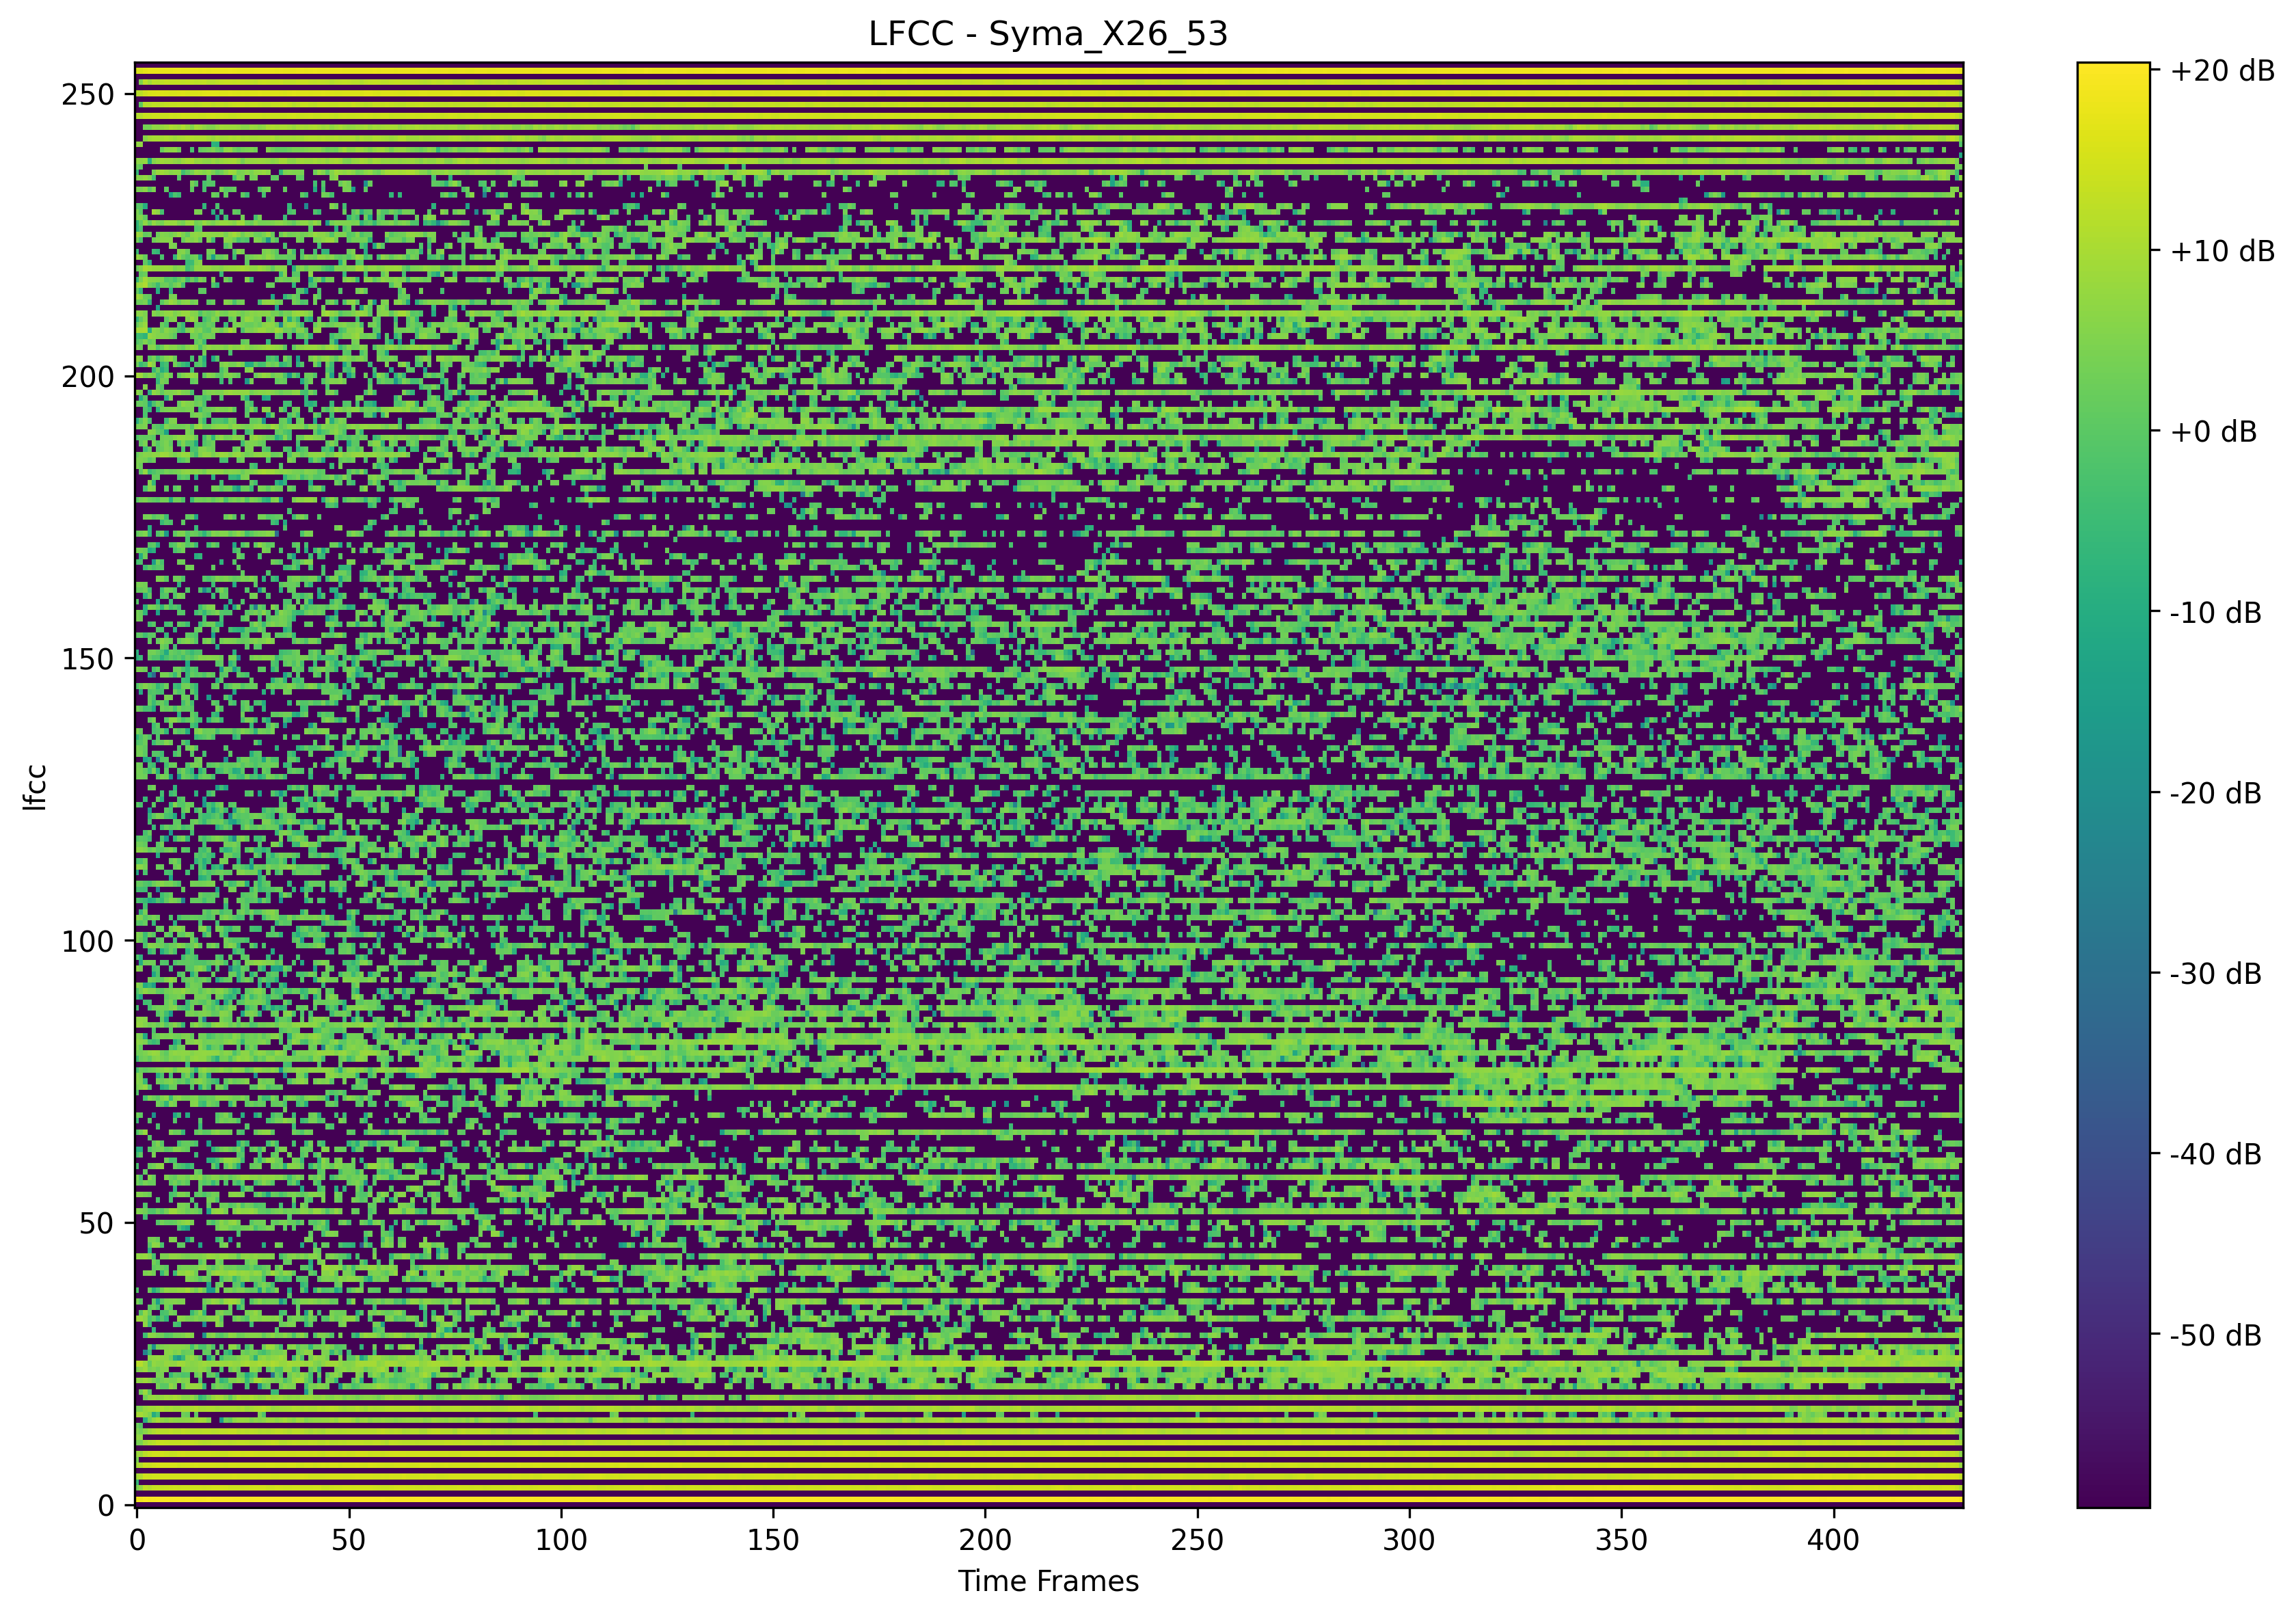 LFCC - Syma_X26_53
250
200
150
100
50
0
lfcc
0 50 100 150 200 250 300 350 400
Time Frames
+20 dB
+10 dB
+0 dB
-10 dB
-20 dB
-30 dB
-40 dB
-50 dB